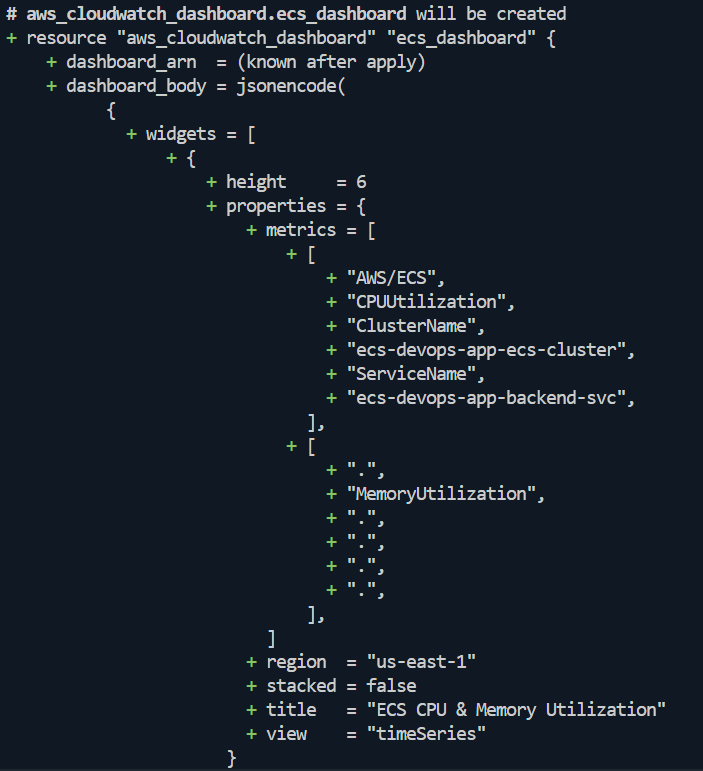 # aws_cloudwatch_dashboard.ecs_dashboard will be created
+ resource "aws_cloudwatch_dashboard" "ecs_dashboard" {
    + dashboard_arn  = (known after apply)
    + dashboard_body = jsonencode(
          {
            + widgets = [
                + {
                    + height     = 6
                    + properties = {
                        + metrics = [
                            + [
                                + "AWS/ECS",
                                + "CPUUtilization",
                                + "ClusterName",
                                + "ecs-devops-app-ecs-cluster",
                                + "ServiceName",
                                + "ecs-devops-app-backend-svc",
                              ],
                            + [
                                + ".",
                                + "MemoryUtilization",
                                + ".",
                                + ".",
                                + ".",
                                + ".",
                              ],
                          ]
                        + region  = "us-east-1"
                        + stacked = false
                        + title   = "ECS CPU & Memory Utilization"
                        + view    = "timeSeries"
                      }